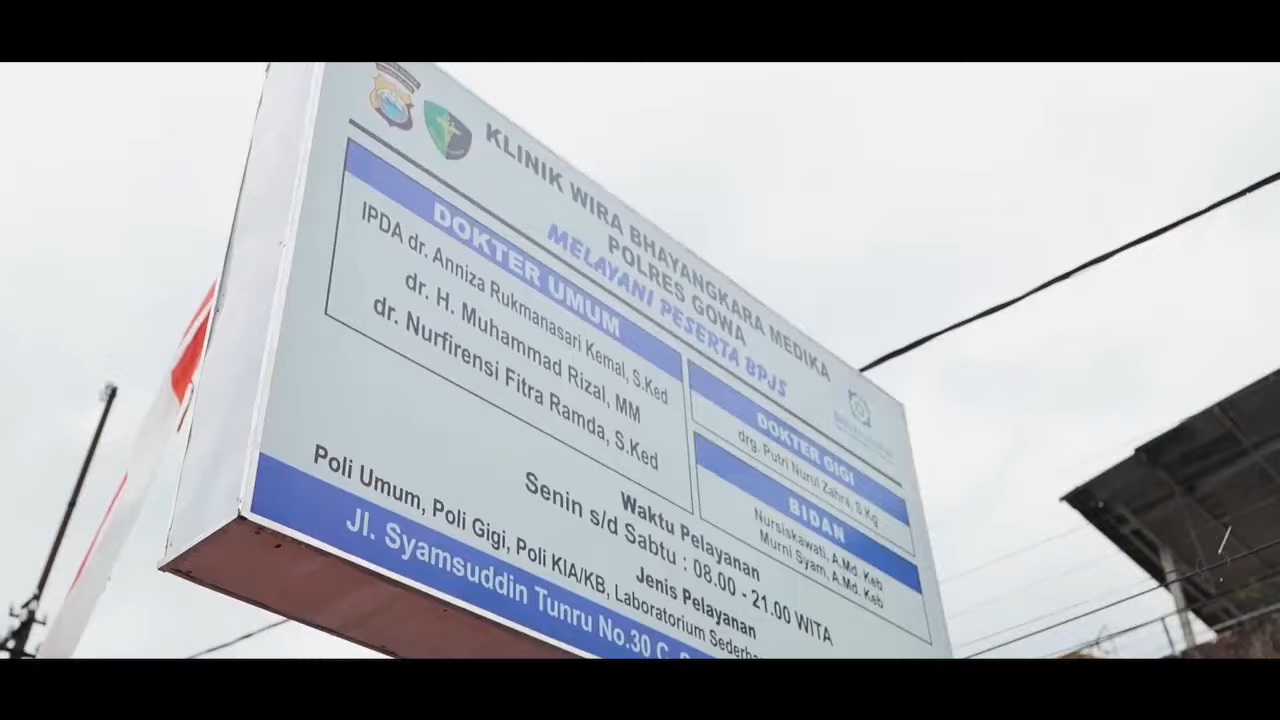 KLINIK WIRA BHAYANGKARA MEDIKA
POLRES GOWA
MELAYANI PESERTA BPJS
DOKTER UMUM
IPDA dr. Anniza Rukmanasari Kemal, S.Ked
dr. H. Muhammad Rizal, MM
dr. Nurfirensi Fitra Ramda, S.Ked
DOKTER GIGI
drg. Putri Nurul Zahra, S.Kg
BIDAN
Nursiskawati, A.Md. Keb
Murni Syam, A.Md. Keb
Waktu Pelayanan
Senin s/d Sabtu : 08.00 - 21.00 WITA
Jenis Pelayanan
Poli Umum, Poli Gigi, Poli KIA/KB, Laboratorium Sederha
Jl. Syamsuddin Tunru No.30 C